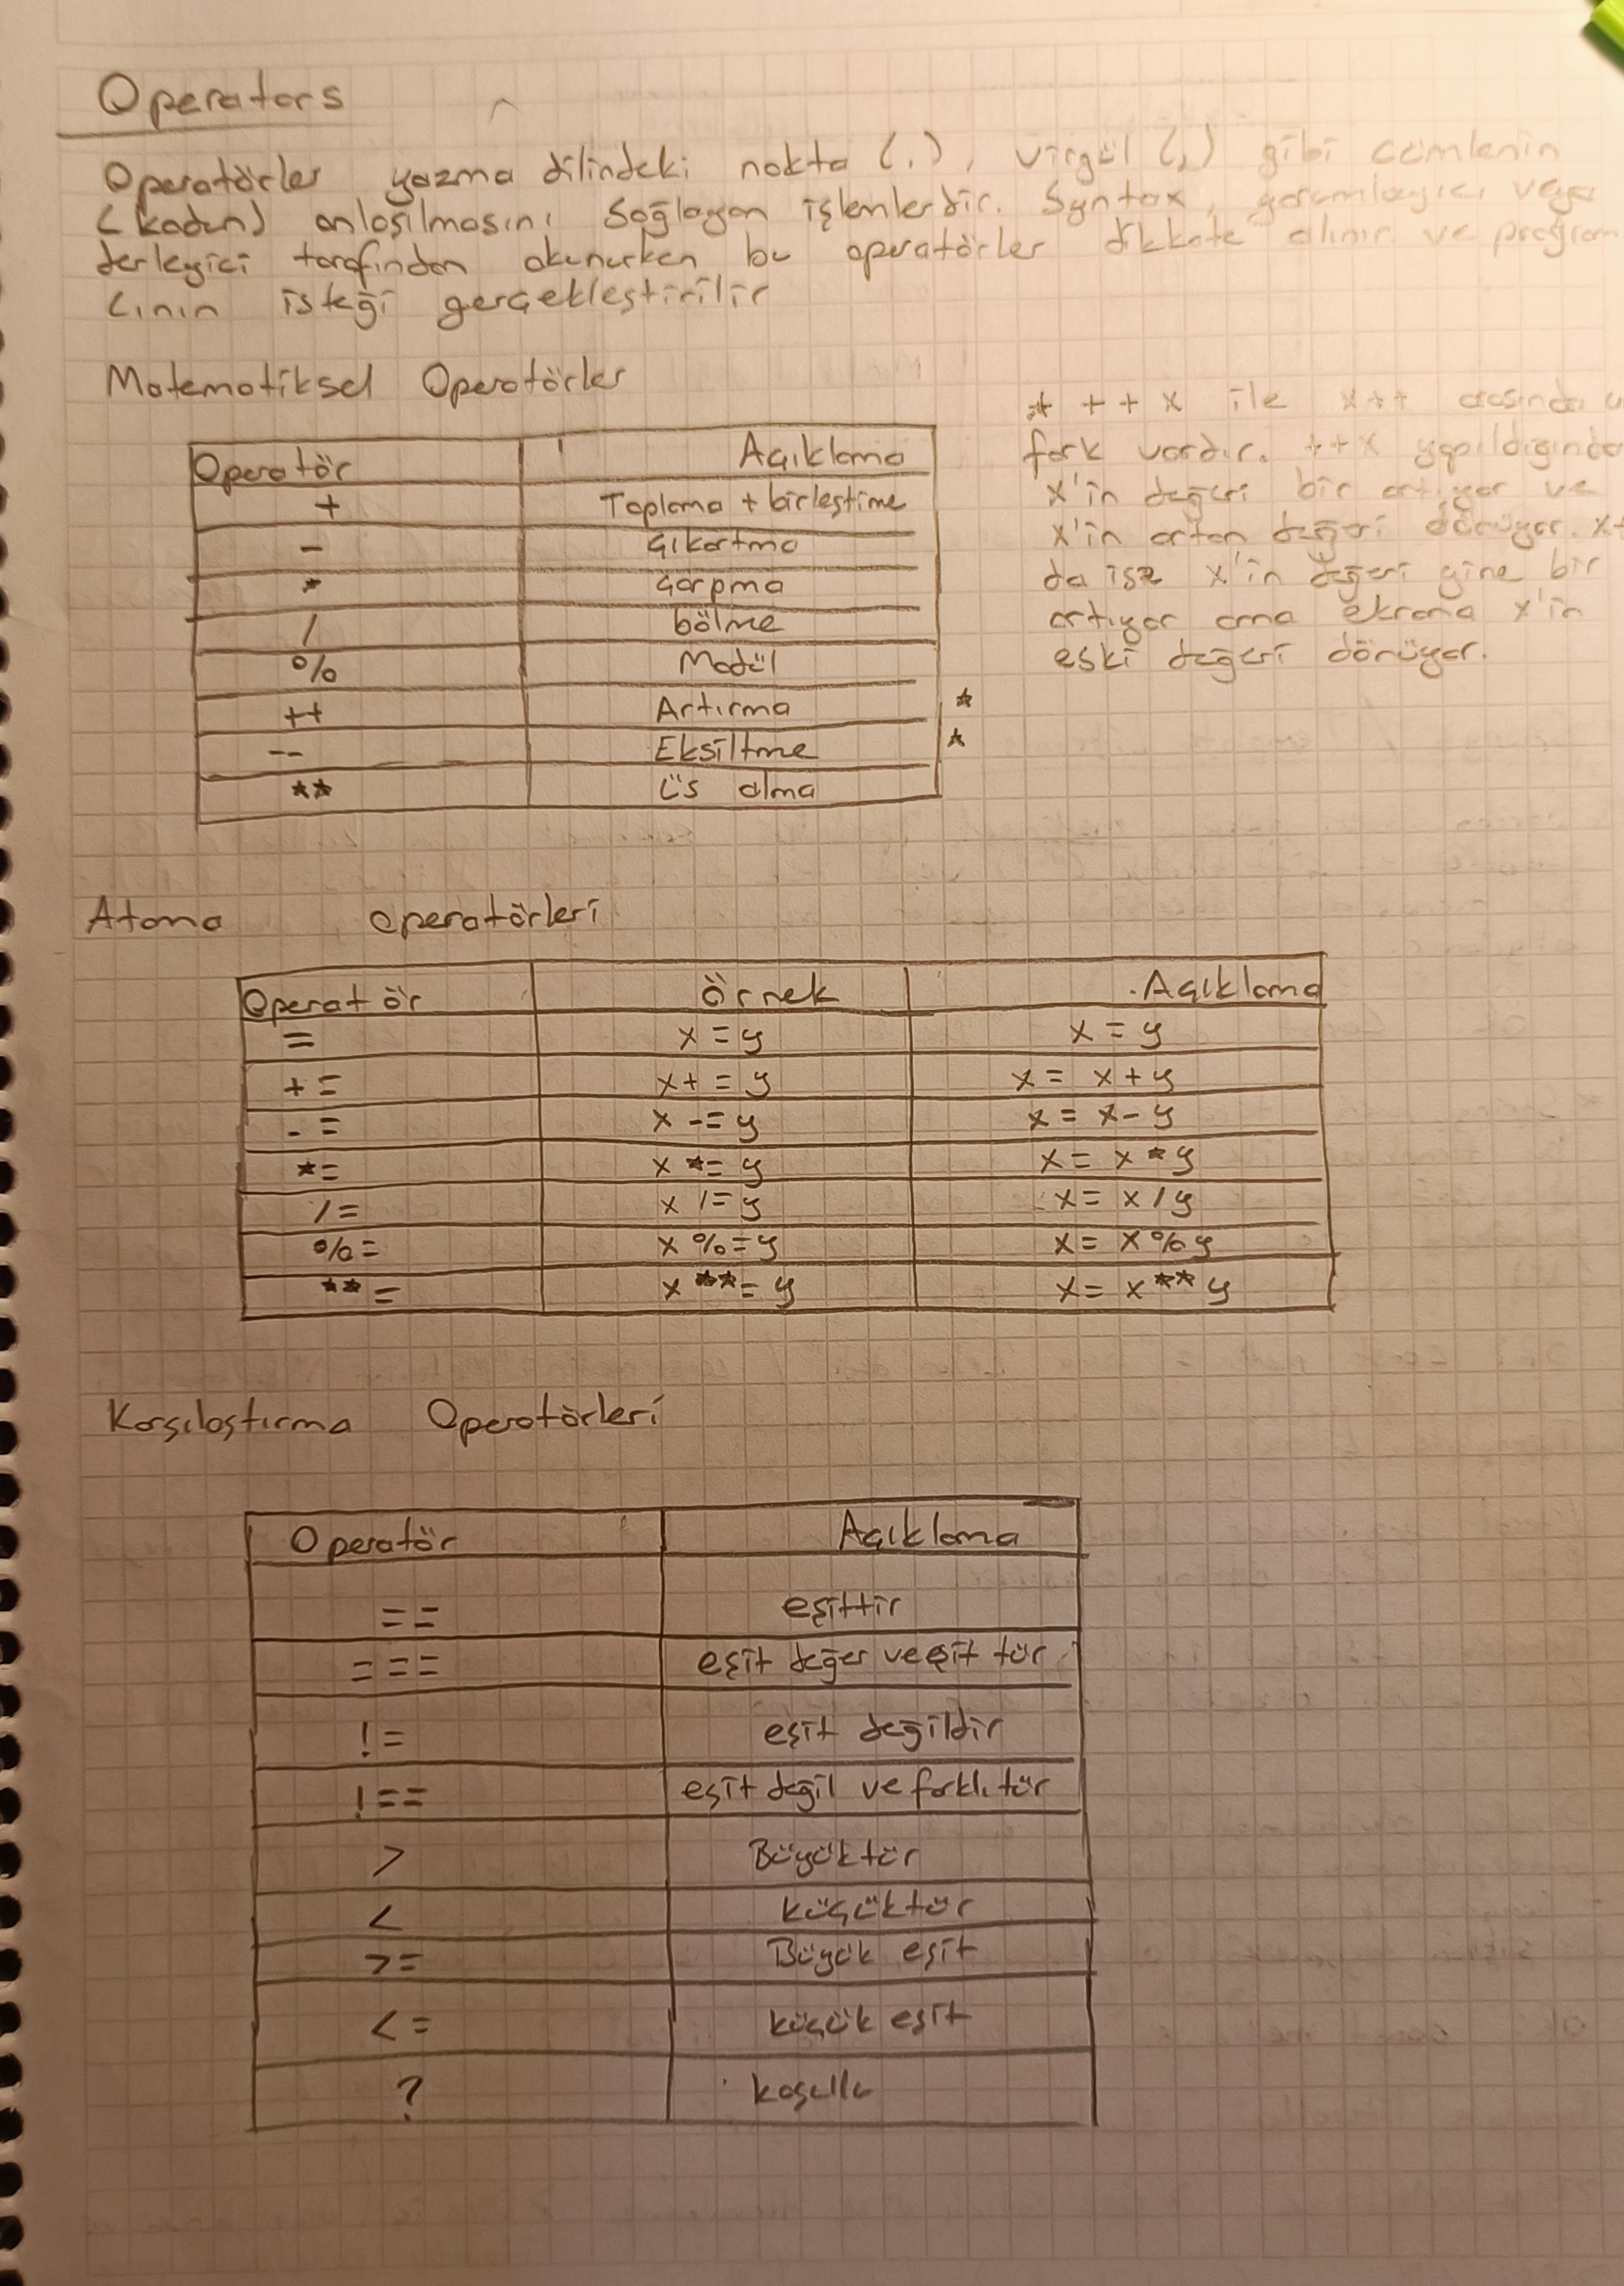 Operators
Operatörler yazma dilindeki nokta (.), virgül (,) gibi cümlenin
(kodun) anlaşılmasını sağlayan işlemlerdir. Syntax, yorumlayıcı veya
derleyici tarafından okunurken bu operatörler dikkate alınır ve program
cının isteği gerçekleştirilir
Matematiksel Operatörler
Operatör Açıklama
+ Toplama + birleştime
- Çıkartma
* Çarpma
/ bölme
% Modül
++ Artırma *
-- Eksiltme *
** Üs alma
* ++x ile x++ arasında
fark vardır. ++x yapıldığında
x'in değeri bir artıyor ve
x'in artan değeri dönüyor. x+
da ise x'in değeri yine bir
artıyor ama ekrana x'in
eski değeri dönüyor.
Atama operatörleri
Operatör Örnek Açıklama
= x = y x = y
+= x+=y x = x+y
-= x -= y x = x-y
*= x *= y x = x*y
/= x /= y x = x/y
%= x %= y x = x%y
**= x **= y x = x**y
Karşılaştırma Operatörleri
Operatör Açıklama
== eşittir
=== eşit değer ve eşit tür
!= eşit değildir
!== eşit değil ve farklı tür
> Büyüktür
< küçüktür
>= Büyük eşit
<= küçük eşit
? koşullu